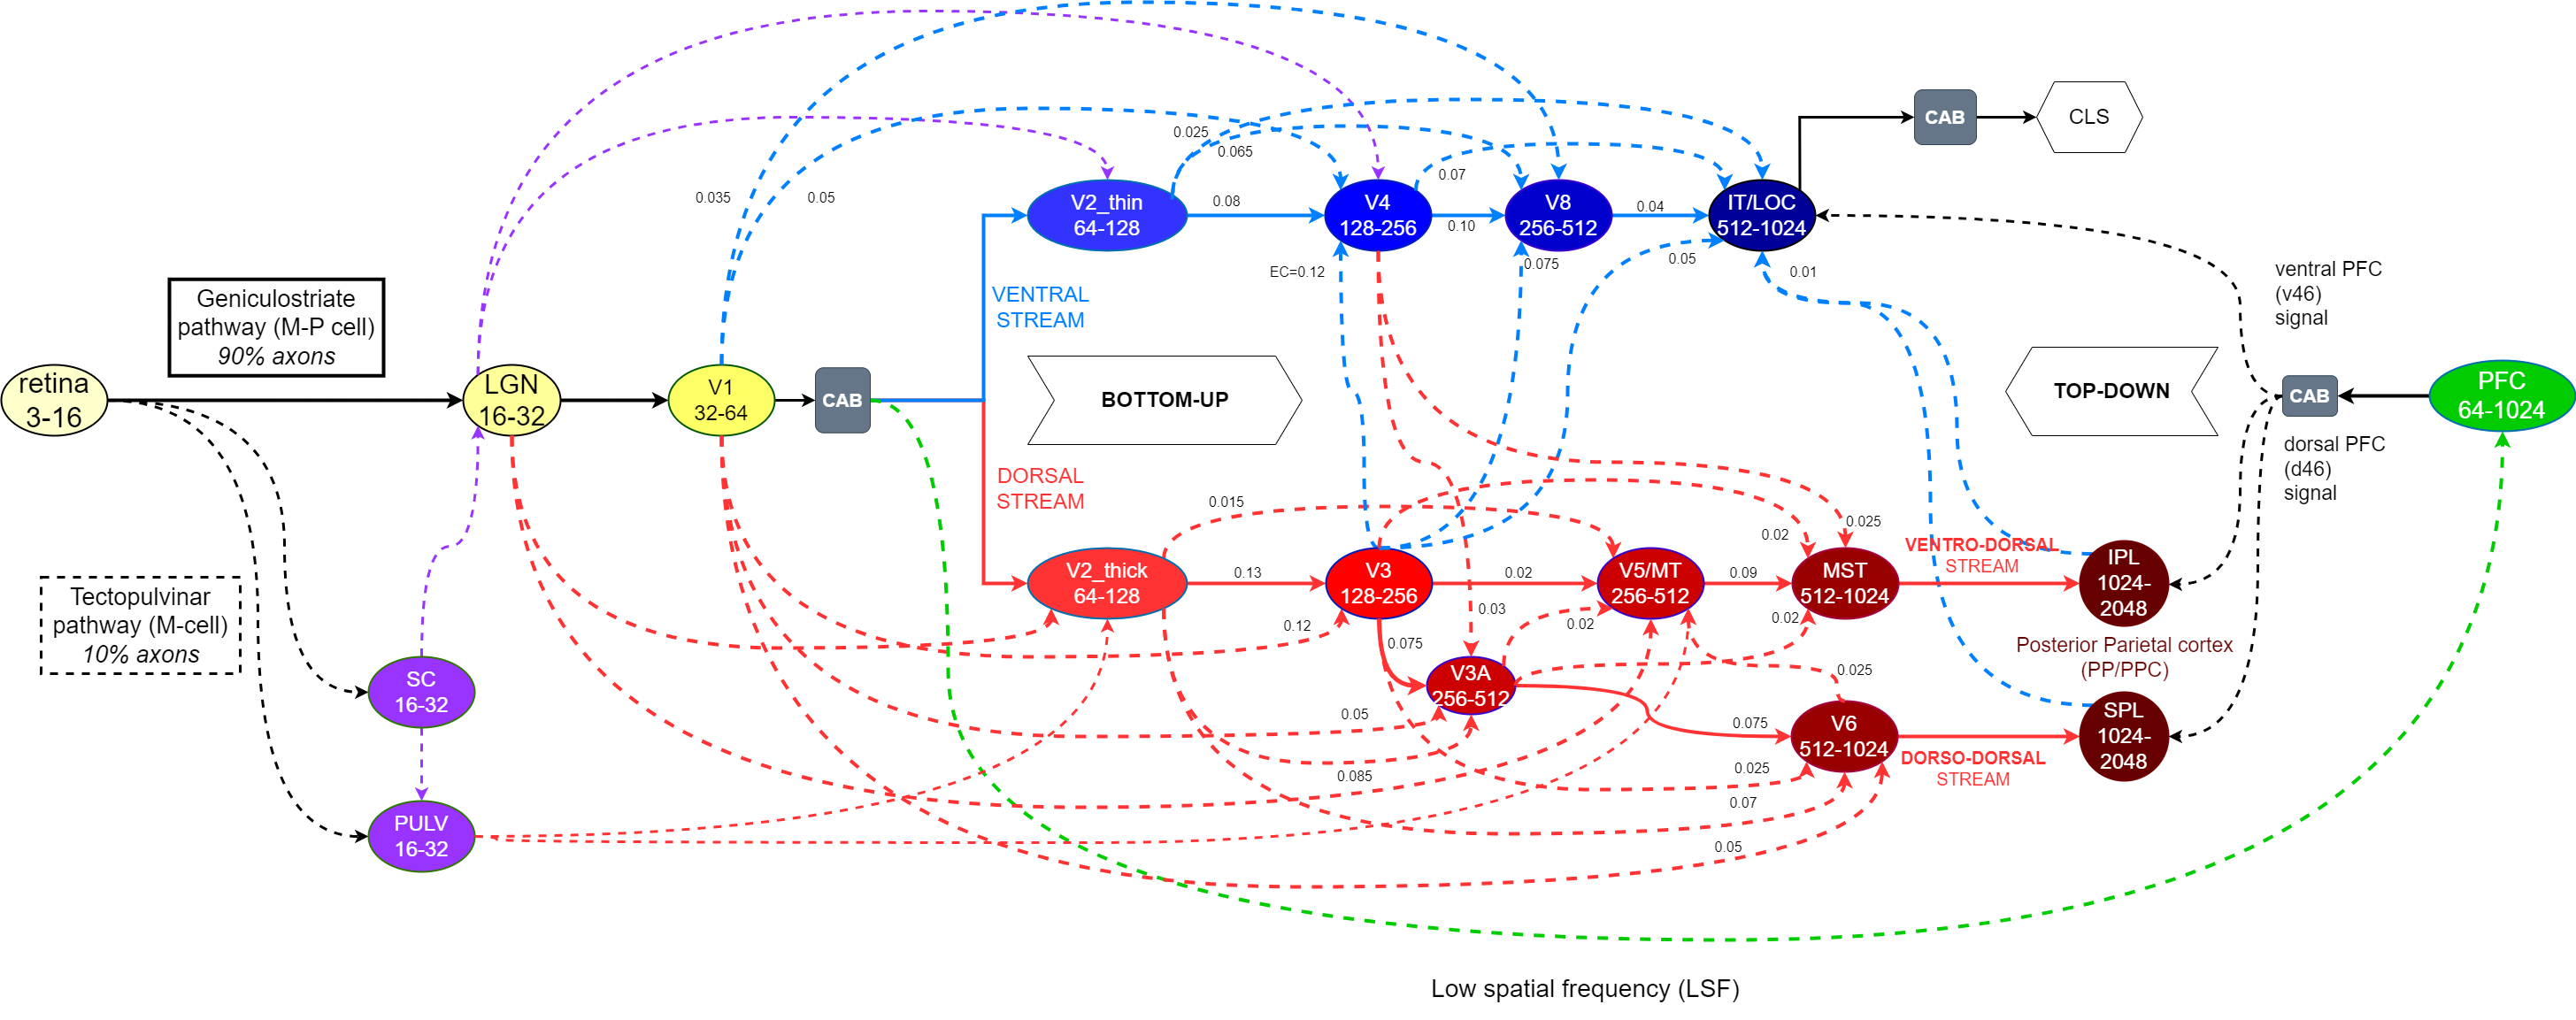 Geniculostriate
pathway (M-P cell)
90% axons
retina
3-16
LGN
16-32
V1
32-64
CAB
Tectopulvinar
pathway (M-cell)
10% axons
SC
16-32
PULV
16-32
0.035
0.05
VENTRAL
STREAM
BOTTOM-UP
DORSAL
STREAM
V2_thin
64-128
0.025
0.065
0.08
V4
128-256
0.07
0.10
V8
256-512
0.04
IT/LOC
512-1024
CAB
CLS
EC=0.12
0.075
0.05
0.01
ventral PFC
(v46)
signal
TOP-DOWN
CAB
PFC
64-1024
dorsal PFC
(d46)
signal
0.015
V2_thick
64-128
0.13
V3
128-256
0.02
V5/MT
256-512
0.09
MST
512-1024
0.02
0.025
VENTRO-DORSAL
STREAM
IPL
1024-
2048
0.12
0.075
0.03
0.02
0.02
V3A
256-512
0.025
Posterior Parietal cortex
(PP/PPC)
0.05
0.075
V6
512-1024
DORSO-DORSAL
STREAM
SPL
1024-
2048
0.085
0.025
0.07
0.05
Low spatial frequency (LSF)